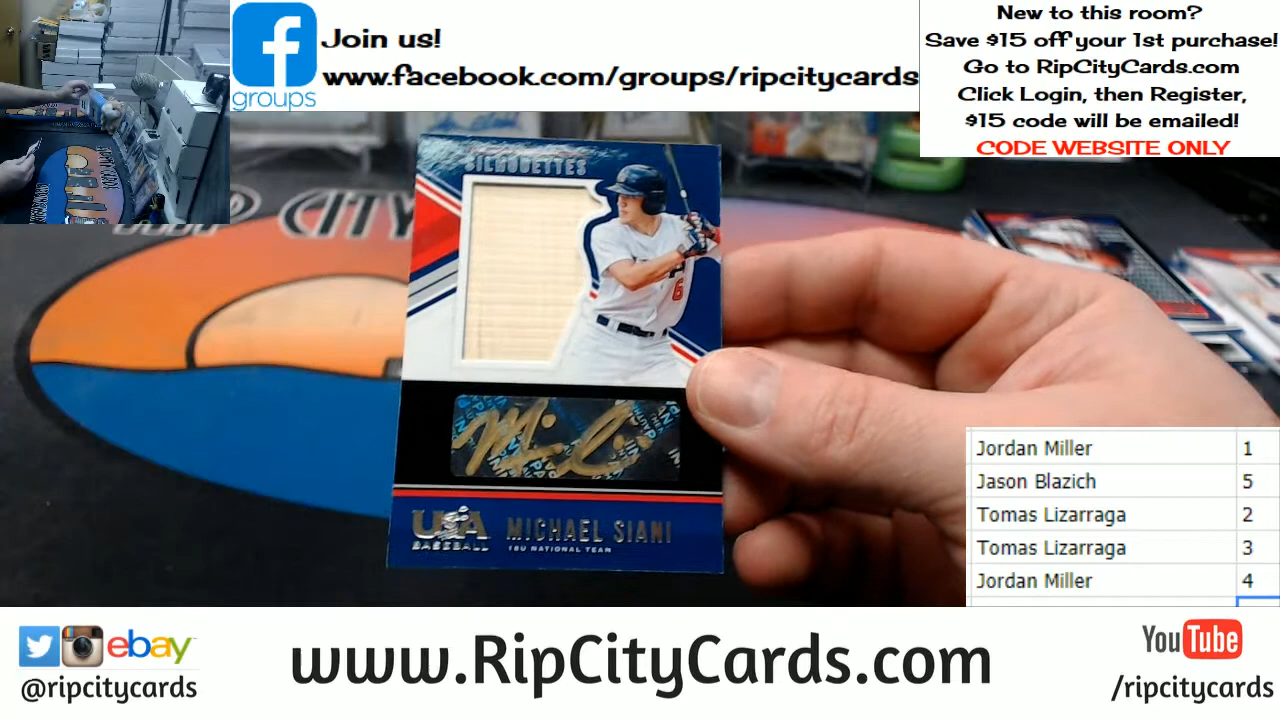 Join us!
www.facebook.com/groups/ripcitycards
groups
New to this room?
Save $15 off your 1st purchase!
Go to RipCityCards.com
Click Login, then Register,
$15 code will be emailed!
CODE WEBSITE ONLY
CITY
SILHOUETTES
6
USA
BASEBALL
MICHAEL SIANI
18U NATIONAL TEAM
Jordan Miller 1
Jason Blazich 5
Tomas Lizarraga 2
Tomas Lizarraga 3
Jordan Miller 4
ebay
@ripcitycards
www.RipCityCards.com
YouTube
/ripcitycards